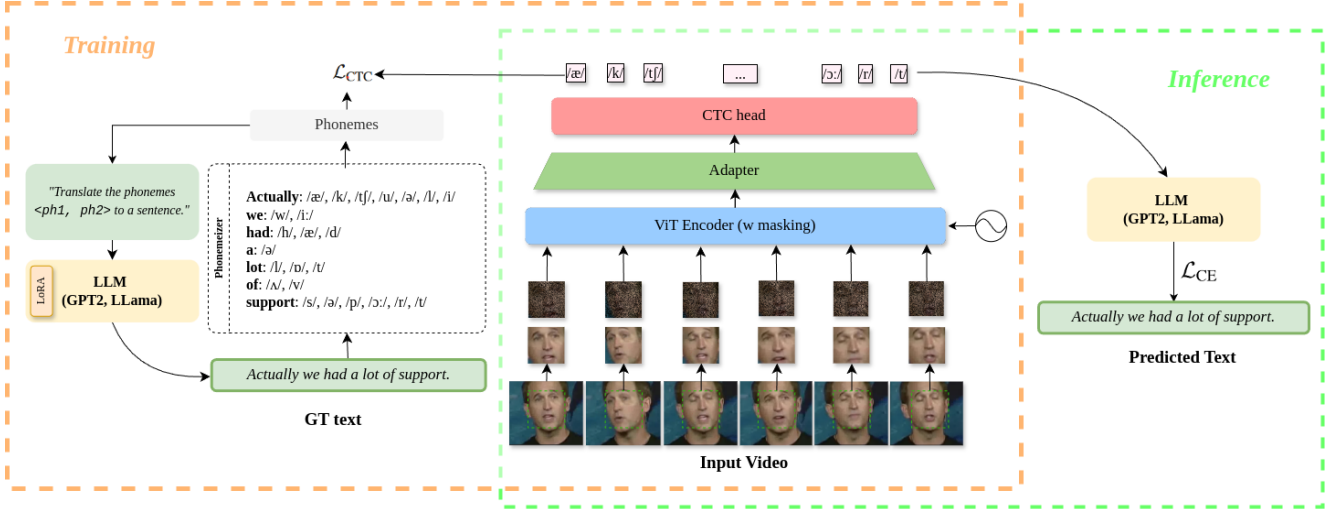 Training
Inference
ℒCTC
/æ/ /k/ /tʃ/ ... /ɔː/ /r/ /t/
Phonemes
CTC head
"Translate the phonemes
<ph1, ph2> to a sentence."
Phonemeizer
Actually: /æ/, /k/, /tʃ/, /u/, /ə/, /l/, /i/
we: /w/, /iː/
had: /h/, /æ/, /d/
a: /ə/
lot: /l/, /ɒ/, /t/
of: /ʌ/, /v/
support: /s/, /ə/, /p/, /ɔː/, /r/, /t/
LoRA
LLM
(GPT2, LLama)
Actually we had a lot of support.
GT text
Adapter
ViT Encoder (w masking)
Input Video
LLM
(GPT2, LLama)
ℒCE
Actually we had a lot of support.
Predicted Text